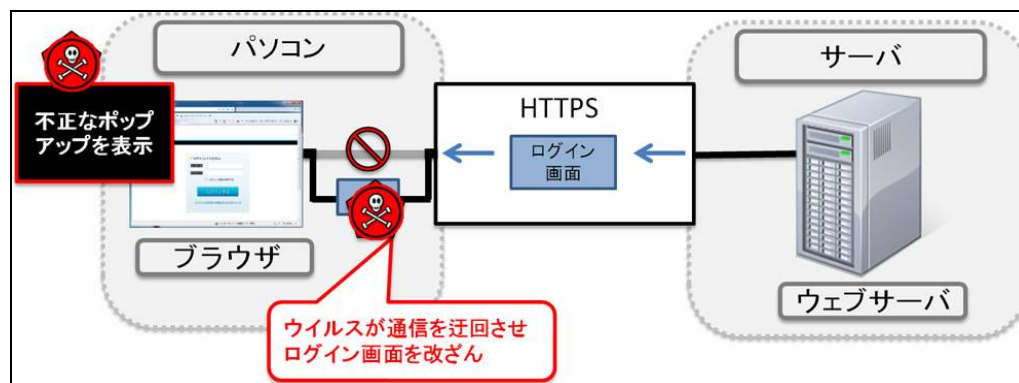 パソコン
サーバ
不正なポップ
アップを表示
HTTPS
ログイン
画面
ブラウザ
ウェブサーバ
ウイルスが通信を迂回させ
ログイン画面を改ざん